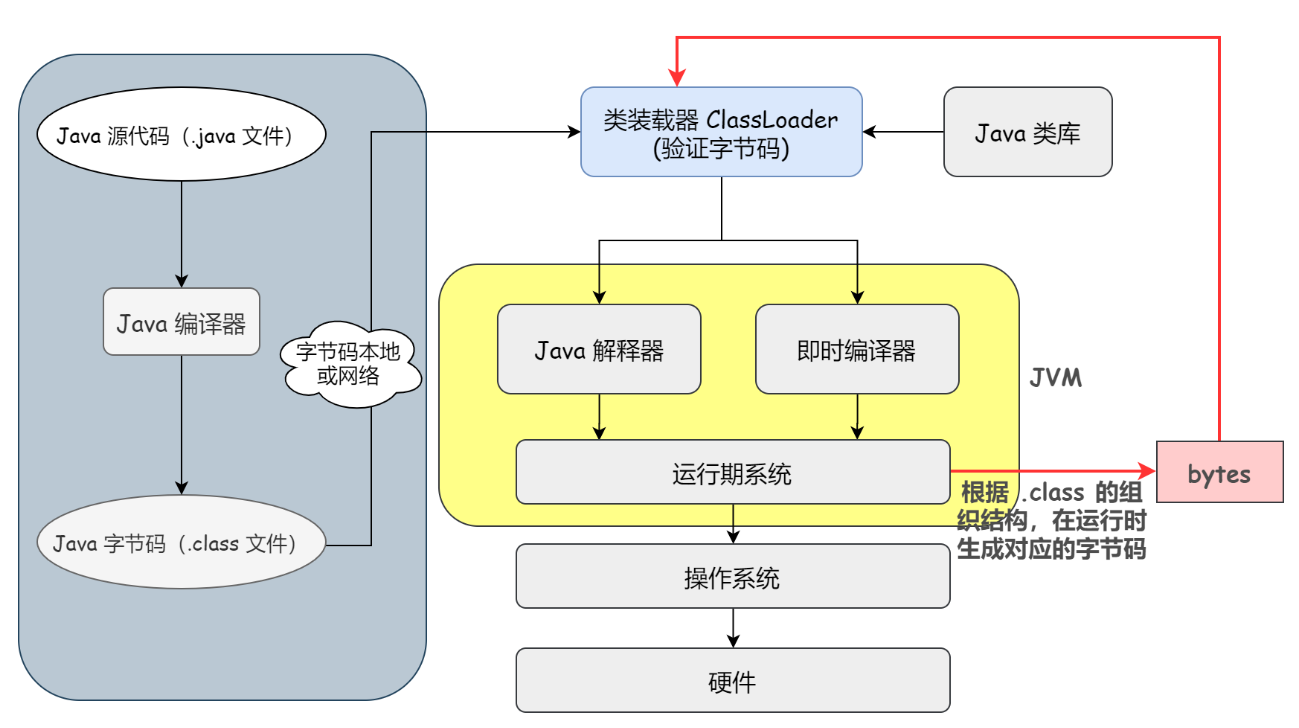 Java 源代码（.java 文件）
Java 编译器
字节码本地
或网络
Java 字节码（.class 文件）
类装载器 ClassLoader
(验证字节码)
Java 类库
Java 解释器
即时编译器
JVM
运行期系统
bytes
根据 .class 的组
织结构，在运行时
生成对应的字节码
操作系统
硬件